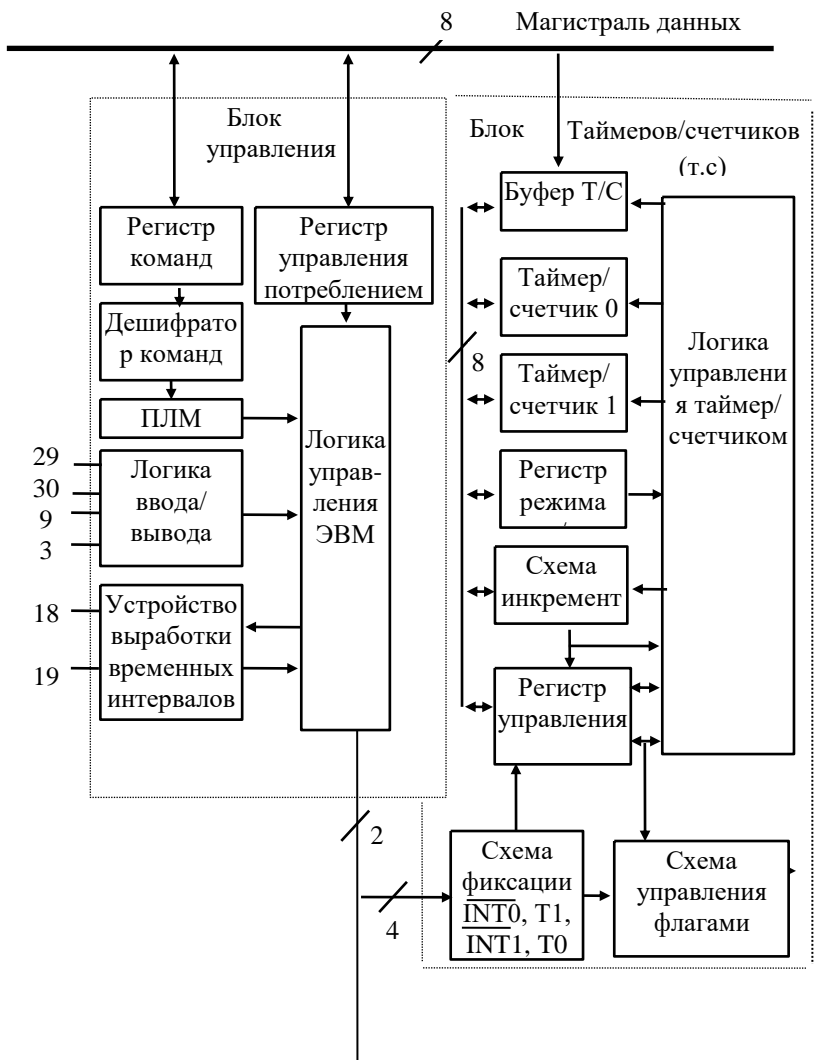 8 Магистраль данных
Блок
управления
Регистр
команд
Регистр
управления
потреблением
Дешифрато
р команд
ПЛМ
Логика
ввода/
вывода
29
30
9
3
Логика
управ-
ления
ЭВМ
Устройство
выработки
временных
интервалов
18
19
2
4
Блок Таймеров/счетчиков
(т.с)
Буфер Т/С
Таймер/
счетчик 0
8
Таймер/
счетчик 1
Регистр
режима
Схема
инкремент
Регистр
управления
Логика
управлени
я таймер/
счетчиком
Схема
фиксации
INT0, T1,
INT1, T0
Схема
управления
флагами